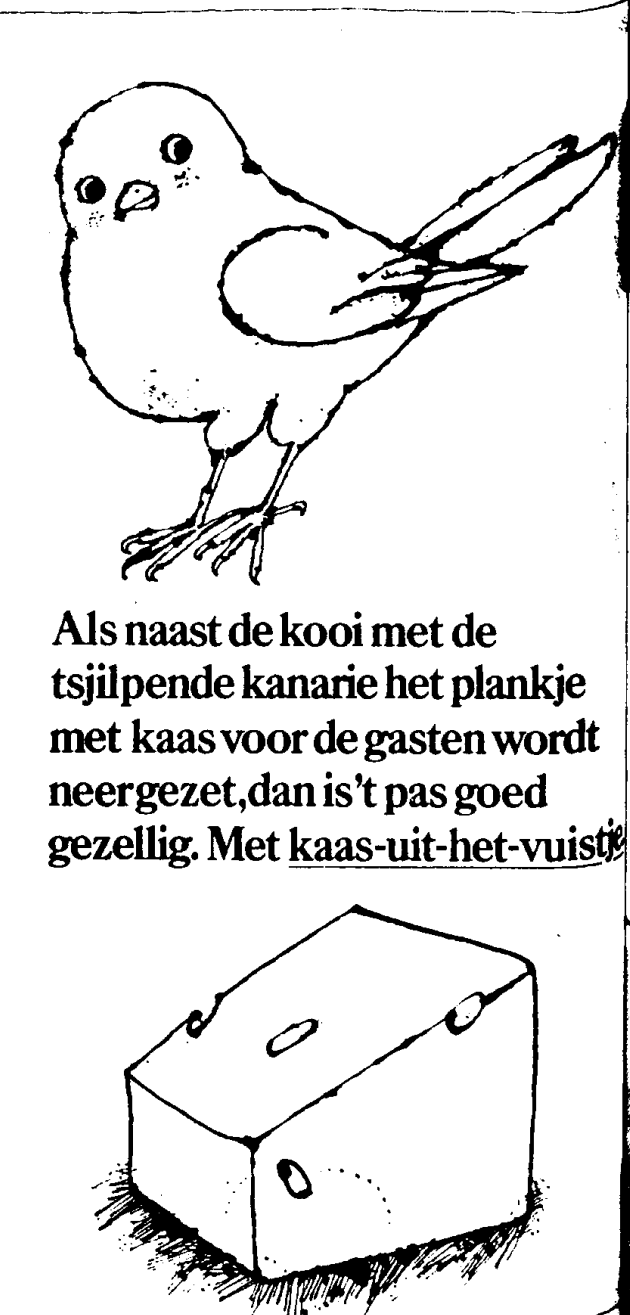 Als naast de kooi met de
tsjilpende kanarie het plankje
met kaas voor de gasten wordt
neergezet, dan is't pas goed
gezellig. Met kaas-uit-het-vuistje